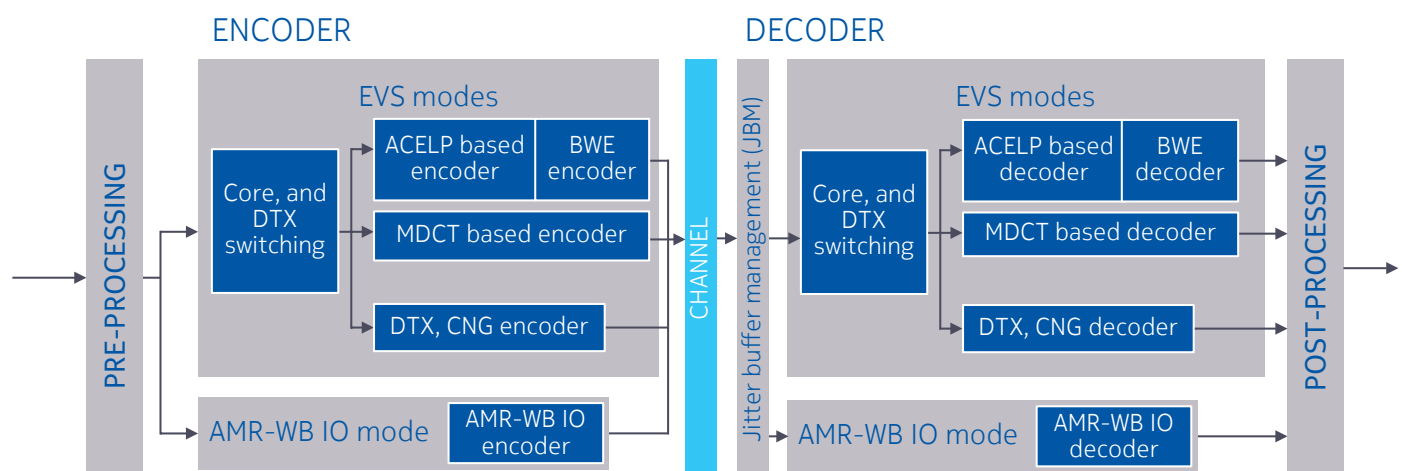 ENCODER
DECODER
PRE-PROCESSING
EVS modes
Core, and
DTX
switching
ACELP based
encoder
BWE
encoder
MDCT based encoder
DTX, CNG encoder
AMR-WB IO mode
AMR-WB IO
encoder
CHANNEL
Jitter buffer management (JBM)
EVS modes
Core, and
DTX
switching
ACELP based
decoder
BWE
decoder
MDCT based decoder
DTX, CNG decoder
AMR-WB IO mode
AMR-WB IO
decoder
POST-PROCESSING